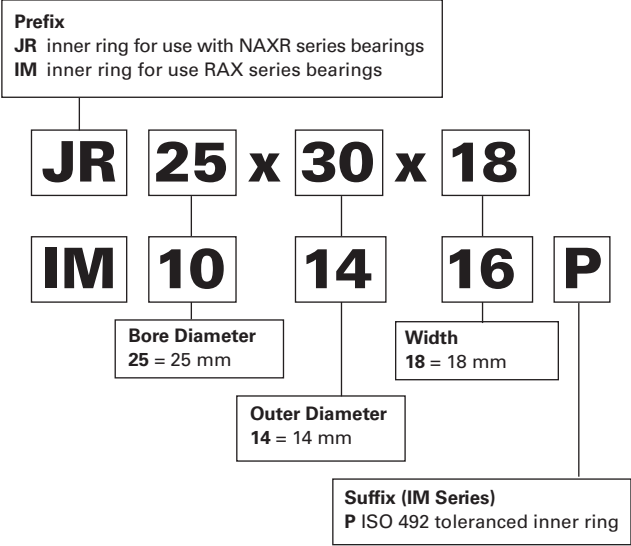 Prefix
JR inner ring for use with NAXR series bearings
IM inner ring for use RAX series bearings
JR 25 x 30 x 18
IM 10 14 16 P
Bore Diameter
25 = 25 mm
Width
18 = 18 mm
Outer Diameter
14 = 14 mm
Suffix (IM Series)
P ISO 492 toleranced inner ring